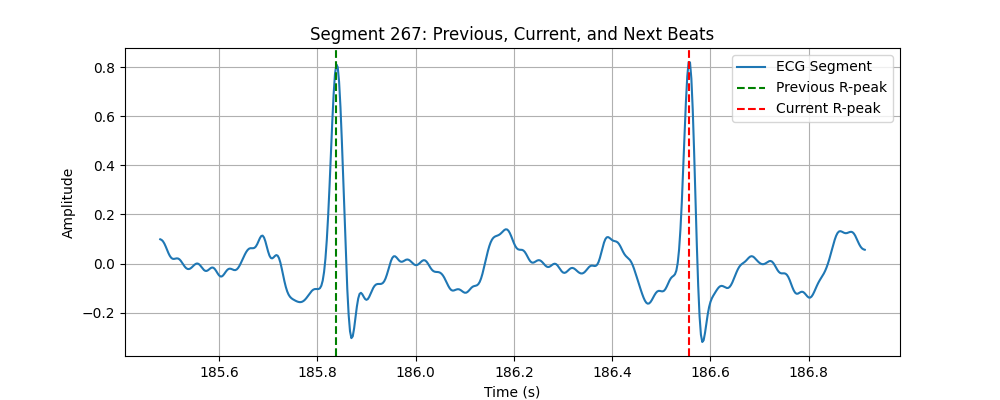 Segment 267: Previous, Current, and Next Beats
ECG Segment
Previous R-peak
Current R-peak
Amplitude
0.8
0.6
0.4
0.2
0.0
−0.2
185.6 185.8 186.0 186.2 186.4 186.6 186.8
Time (s)